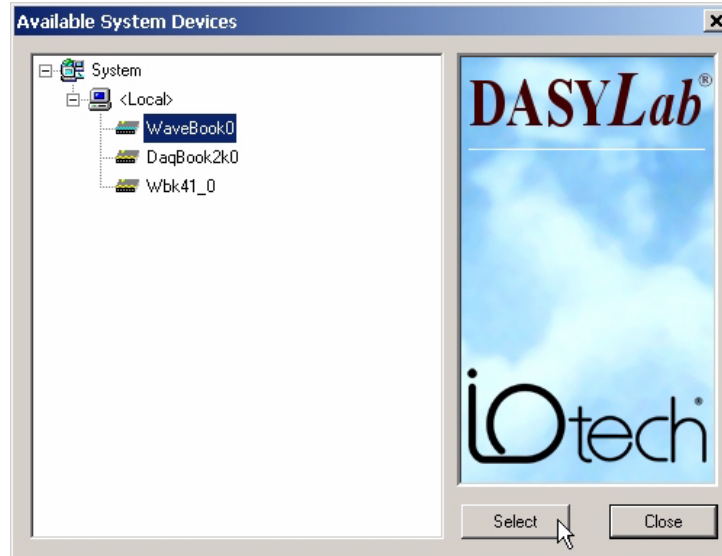 Available System Devices
System
<Local>
WaveBook0
DaqBook2k0
Wbk41_0
DASYLab®
iOtech®
Select
Close